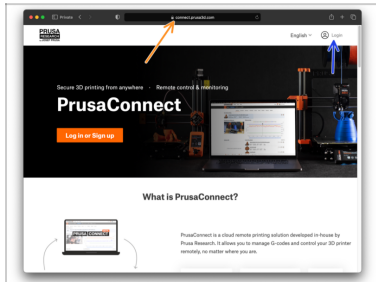 Private
connect.prusa3d.com
PRUSA
RESEARCH
English
Login
Secure 3D printing from anywhere - Remote control & monitoring
PrusaConnect
Log in or Sign up
What is PrusaConnect?
PRUSA CONNECT
PrusaConnect is a cloud remote printing solution developed in-house by
Prusa Research. It allows you to manage G-codes and control your 3D printer
remotely, no matter where you are.